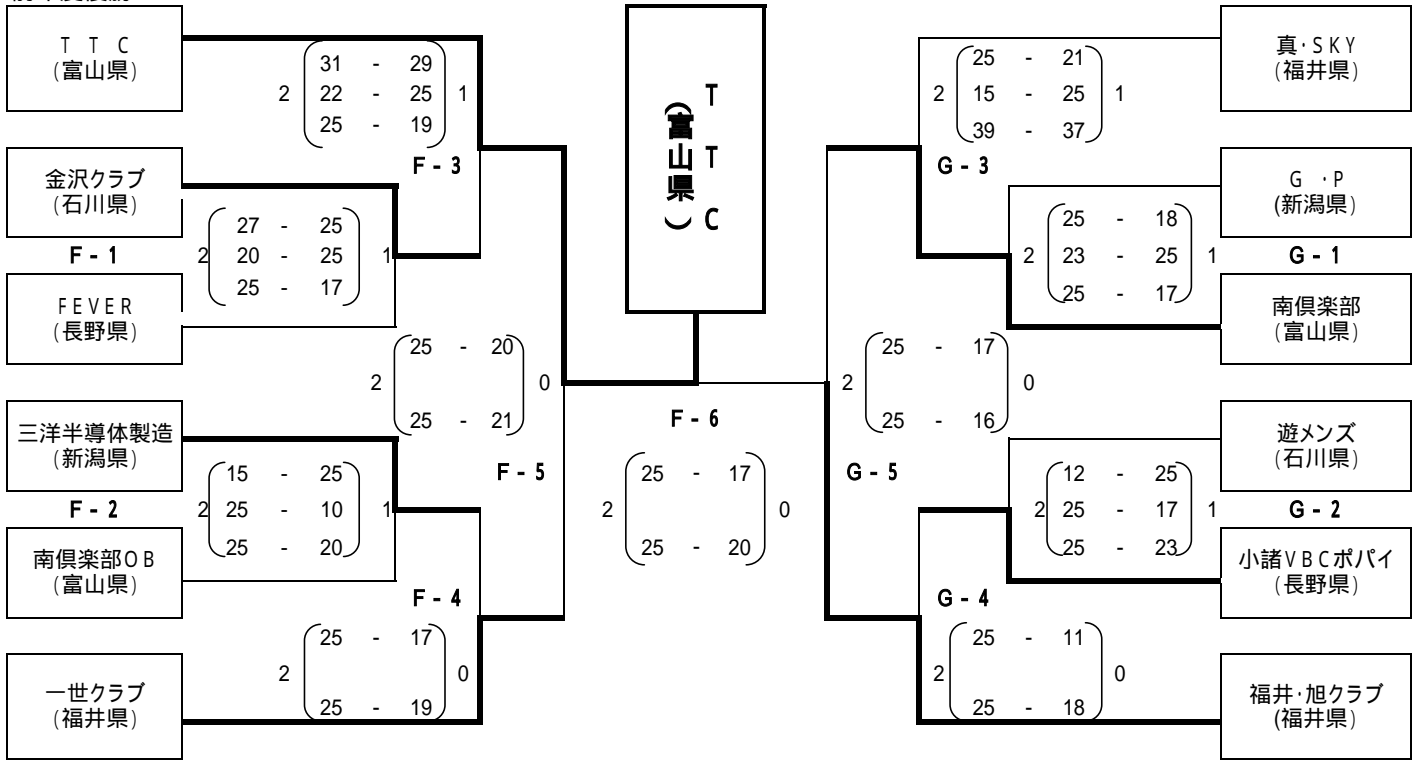 T T C
(富山県)
31 - 29
2 22 - 25 1
25 - 19
F - 3
金沢クラブ
(石川県)
F - 1
27 - 25
2 20 - 25 1
25 - 17
FEVER
(長野県)
25 - 20
2 0
25 - 21
F - 5
三洋半導体製造
(新潟県)
F - 2
15 - 25
2 25 - 10 1
25 - 20
南倶楽部OB
(富山県)
F - 4
25 - 17
2 0
25 - 19
一世クラブ
(福井県)
T T C
(富山県)
F - 6
25 - 17
2 0
25 - 20
真・SKY
(福井県)
25 - 21
2 15 - 25 1
39 - 37
G - 3
G ・P
(新潟県)
25 - 18
2 23 - 25 1
25 - 17
G - 1
南倶楽部
(富山県)
25 - 17
2 0
25 - 16
G - 5
遊メンズ
(石川県)
12 - 25
2 25 - 17 1
25 - 23
G - 2
小諸VBCポパイ
(長野県)
G - 4
25 - 11
2 0
25 - 18
福井・旭クラブ
(福井県)